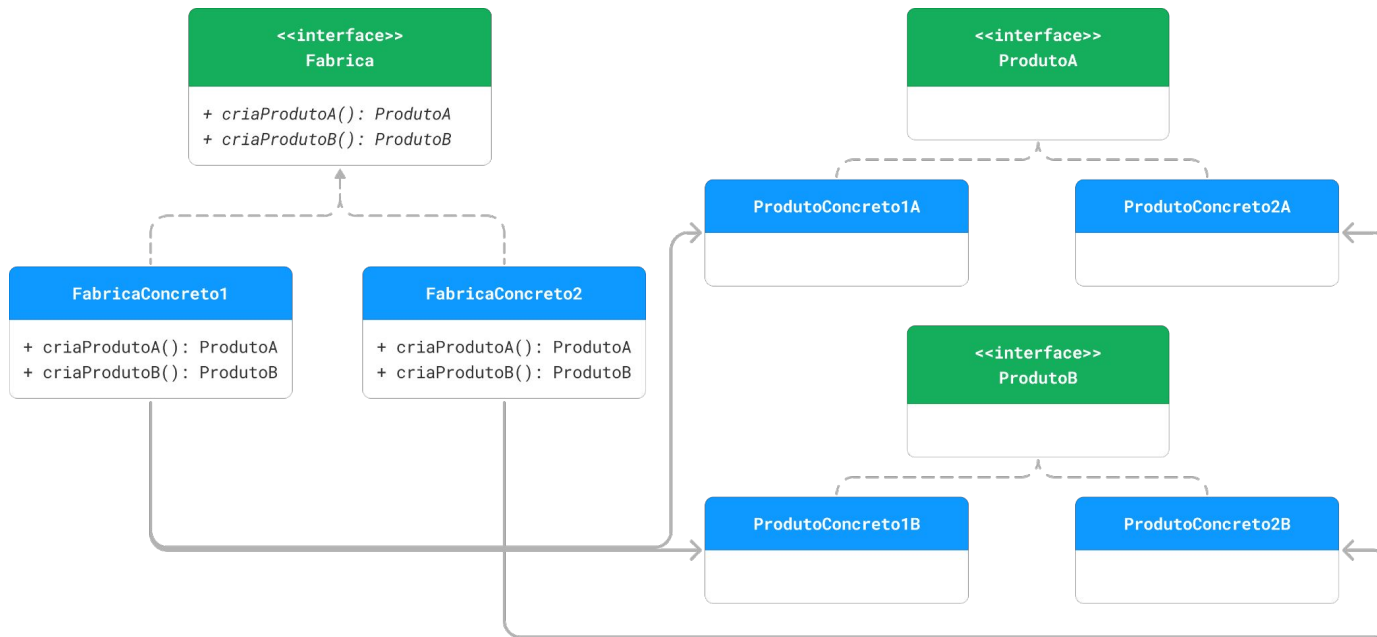 <<interface>>
Fabrica
+ criaProdutoA(): ProdutoA
+ criaProdutoB(): ProdutoB
<<interface>>
ProdutoA
ProdutoConcreto1A
ProdutoConcreto2A
FabricaConcreto1
+ criaProdutoA(): ProdutoA
+ criaProdutoB(): ProdutoB
FabricaConcreto2
+ criaProdutoA(): ProdutoA
+ criaProdutoB(): ProdutoB
<<interface>>
ProdutoB
ProdutoConcreto1B
ProdutoConcreto2B